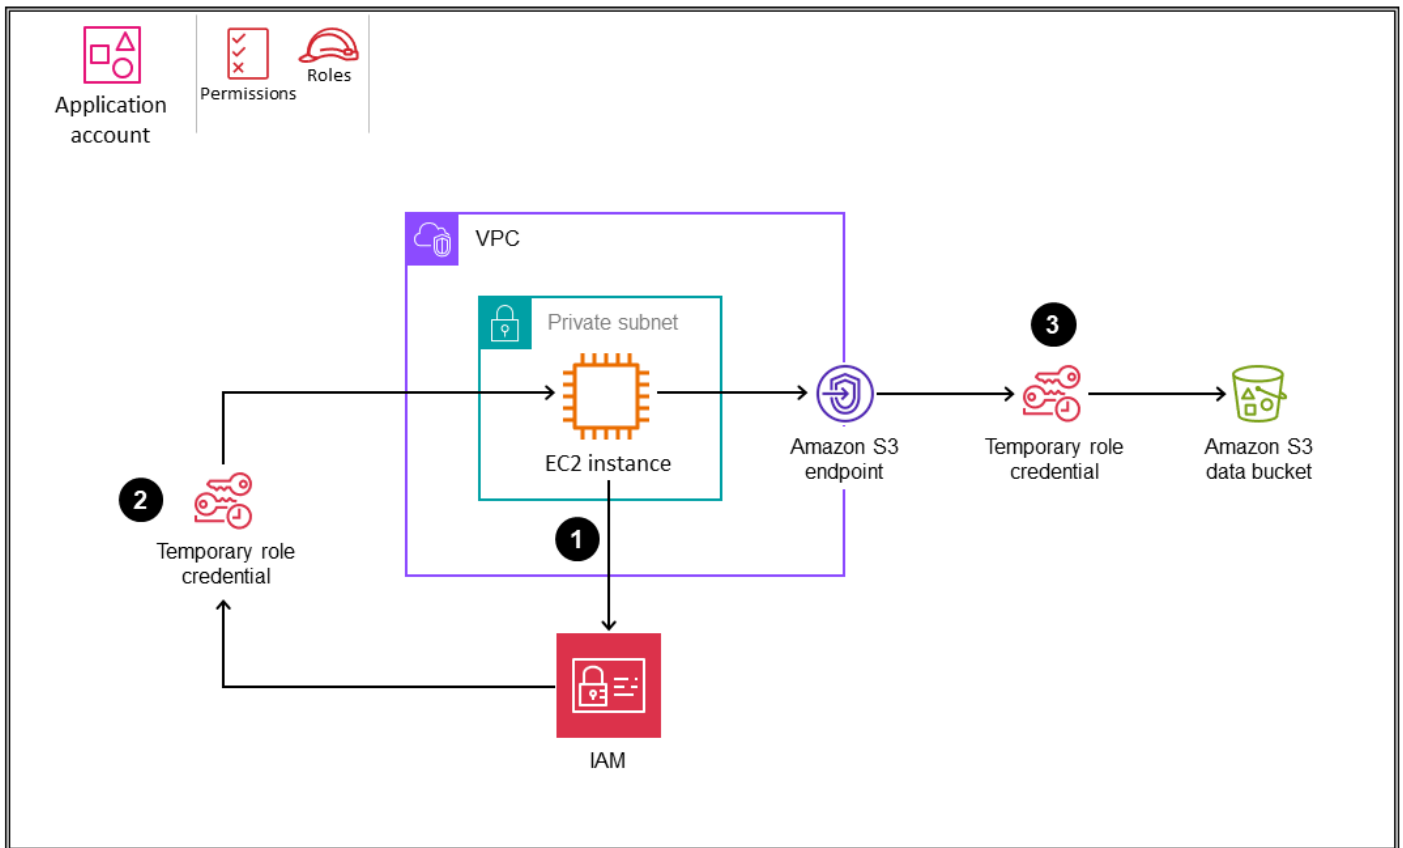 Application
account
Permissions
Roles
VPC
Private subnet
EC2 instance
3
Amazon S3
endpoint
Temporary role
credential
Amazon S3
data bucket
2
Temporary role
credential
1
IAM